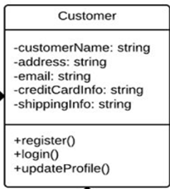 Customer
-customerName: string
-address: string
-email: string
-creditCardInfo: string
-shippingInfo: string
+register()
+login()
+updateProfile()